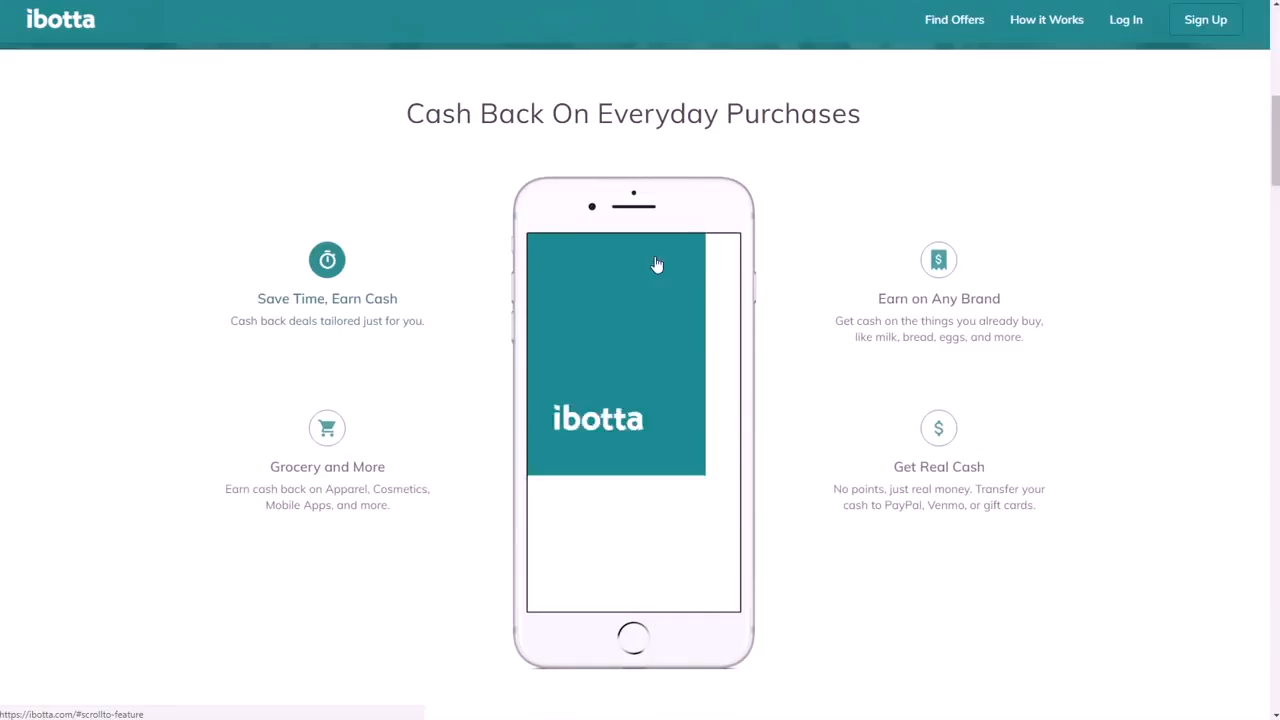 ibotta
Find Offers
How it Works
Log In
Sign Up
Cash Back On Everyday Purchases
Save Time, Earn Cash
Cash back deals tailored just for you.
Grocery and More
Earn cash back on Apparel, Cosmetics,
Mobile Apps, and more.
ibotta
Earn on Any Brand
Get cash on the things you already buy,
like milk, bread, eggs, and more.
Get Real Cash
No points, just real money. Transfer your
cash to PayPal, Venmo, or gift cards.
https://ibotta.com/#scrollto-feature